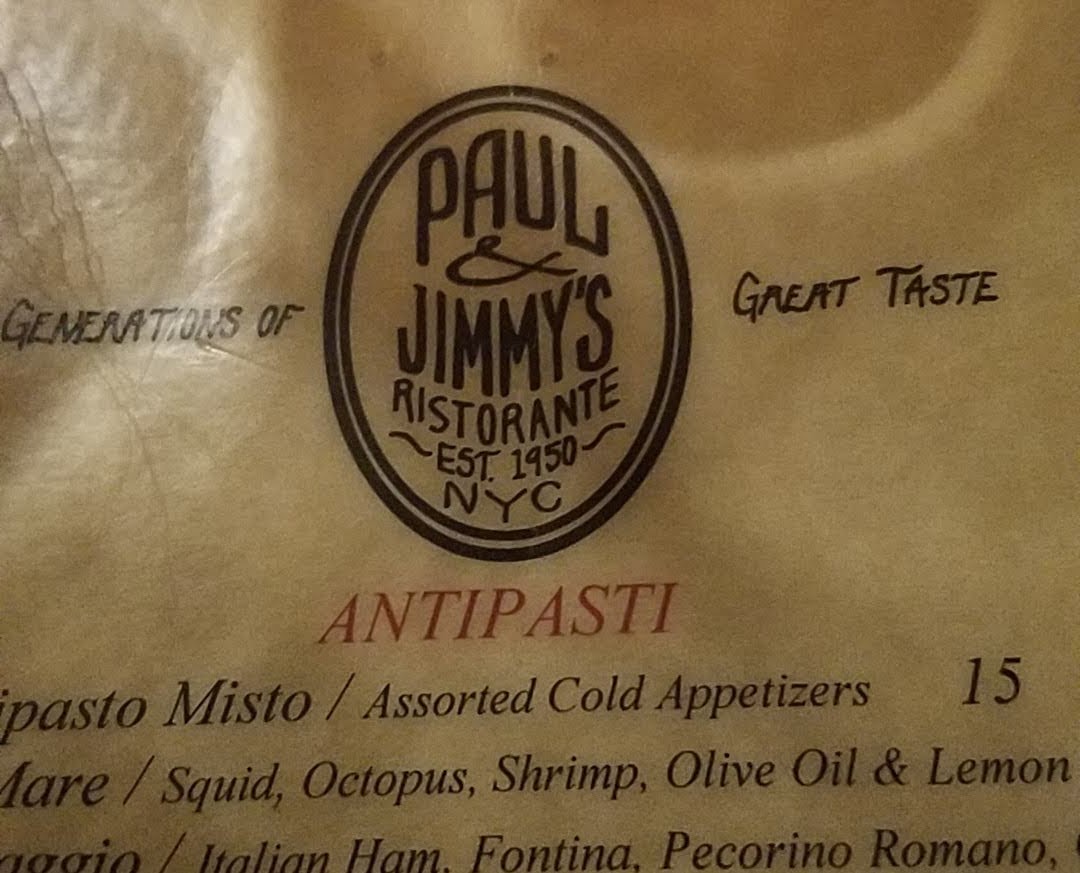 GENERATIONS OF
PAUL
&
JIMMY'S
RISTORANTE
EST. 1950
NYC
GREAT TASTE
ANTIPASTI
ipasto Misto / Assorted Cold Appetizers 15
Mare / Squid, Octopus, Shrimp, Olive Oil & Lemon
aggio / Italian Ham, Fontina, Pecorino Romano,